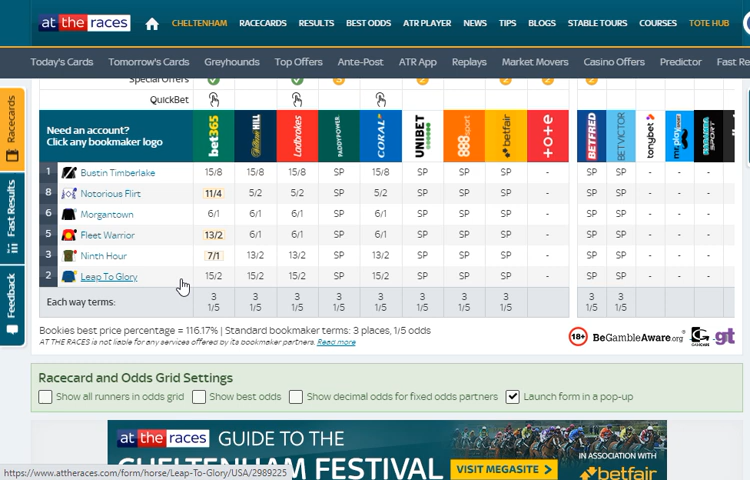 at the races CHELTENHAM RACECARDS RESULTS BEST ODDS ATR PLAYER NEWS TIPS BLOGS STABLE TOURS COURSES TOTE HUB
Today's Cards Tomorrow's Cards Greyhounds Top Offers Ante-Post ATR App Replays Market Movers Casino Offers Predictor Fast Re
Special Offers
QuickBet
Need an account?
Click any bookmaker logo
bet365 William HILL Ladbrokes PADDYPOWER CORAL UNIBET 888sport betfair tote BETFRED BETVICTOR tonybet
1 Bustin Timberlake 15/8 15/8 15/8 SP 15/8 SP SP SP - SP SP - - -
8 Notorious Flirt 11/4 5/2 5/2 SP 5/2 SP SP SP - SP SP - - -
6 Morgantown 6/1 6/1 6/1 SP 6/1 SP SP SP - SP SP - - -
5 Fleet Warrior 13/2 6/1 6/1 SP 6/1 SP SP SP - SP SP - - -
3 Ninth Hour 7/1 13/2 13/2 SP 13/2 SP SP SP - SP SP - - -
2 Leap To Glory 15/2 15/2 15/2 SP 15/2 SP SP SP - SP SP - - -
Each way terms: 3 3 3 3 3 3 3 3 3 3
1/5 1/5 1/5 1/5 1/5 1/5 1/5 1/5 1/5 1/5
Bookies best price percentage = 116.17% | Standard bookmaker terms: 3 places, 1/5 odds
AT THE RACES is not liable for any services offered by its bookmaker partners. Read more
18+ BeGambleAware.org GAMCARE gt
Racecard and Odds Grid Settings
Show all runners in odds grid Show best odds Show decimal odds for fixed odds partners Launch form in a pop-up
at the races GUIDE TO THE
CHELTENHAM FESTIVAL
VISIT MEGASITE
IN ASSOCIATION WITH
betfair
https://www.attheraces.com/form/horse/Leap-To-Glory/USA/2989225
Racecards
Fast Results
Feedback